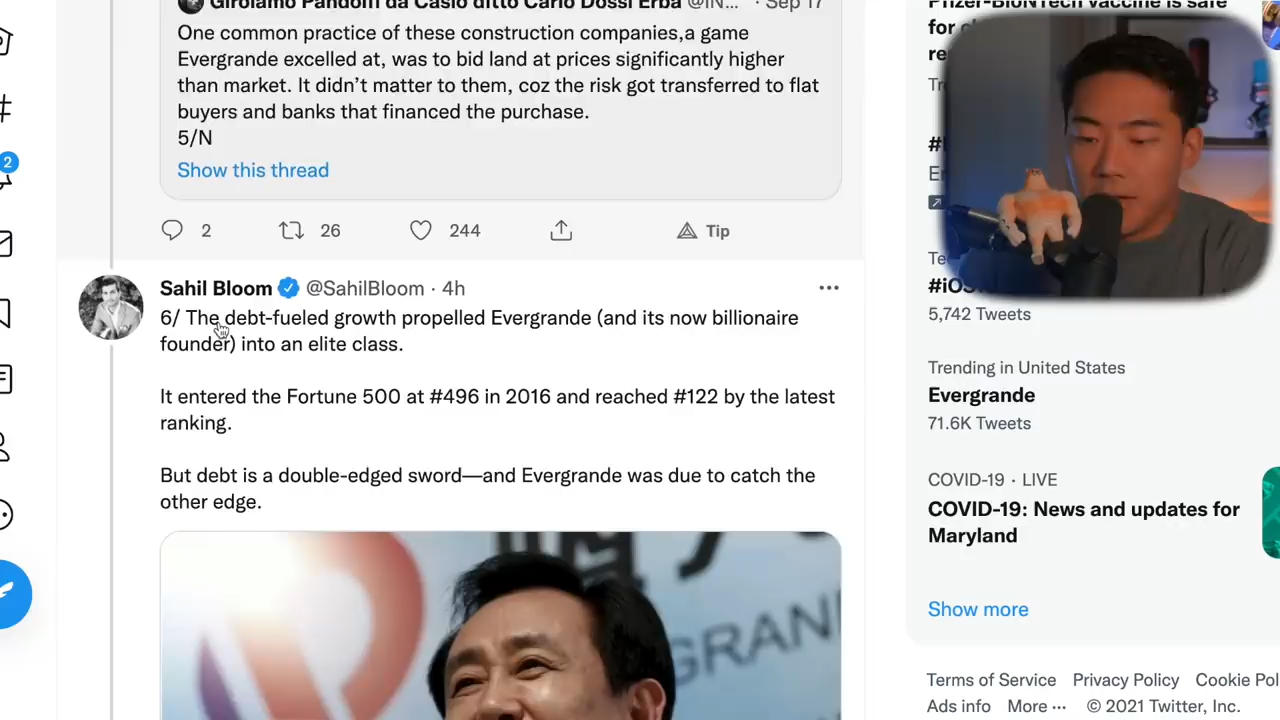 Girolamo Pandolfi da Casio ditto Carlo Dossi Erba @IN... · Sep 17
One common practice of these construction companies,a game
Evergrande excelled at, was to bid land at prices significantly higher
than market. It didn't matter to them, coz the risk got transferred to flat
buyers and banks that financed the purchase.
5/N
Show this thread
2
26
244
Tip
Sahil Bloom @SahilBloom · 4h
6/ The debt-fueled growth propelled Evergrande (and its now billionaire
founder) into an elite class.
It entered the Fortune 500 at #496 in 2016 and reached #122 by the latest
ranking.
But debt is a double-edged sword—and Evergrande was due to catch the
other edge.
GRAND
2
Pfizer-BioNTech vaccine is safe
for
5,742 Tweets
Trending in United States
Evergrande
71.6K Tweets
COVID-19 · LIVE
COVID-19: News and updates for
Maryland
Show more
Terms of Service Privacy Policy Cookie Pol
Ads info More ··· © 2021 Twitter, Inc.